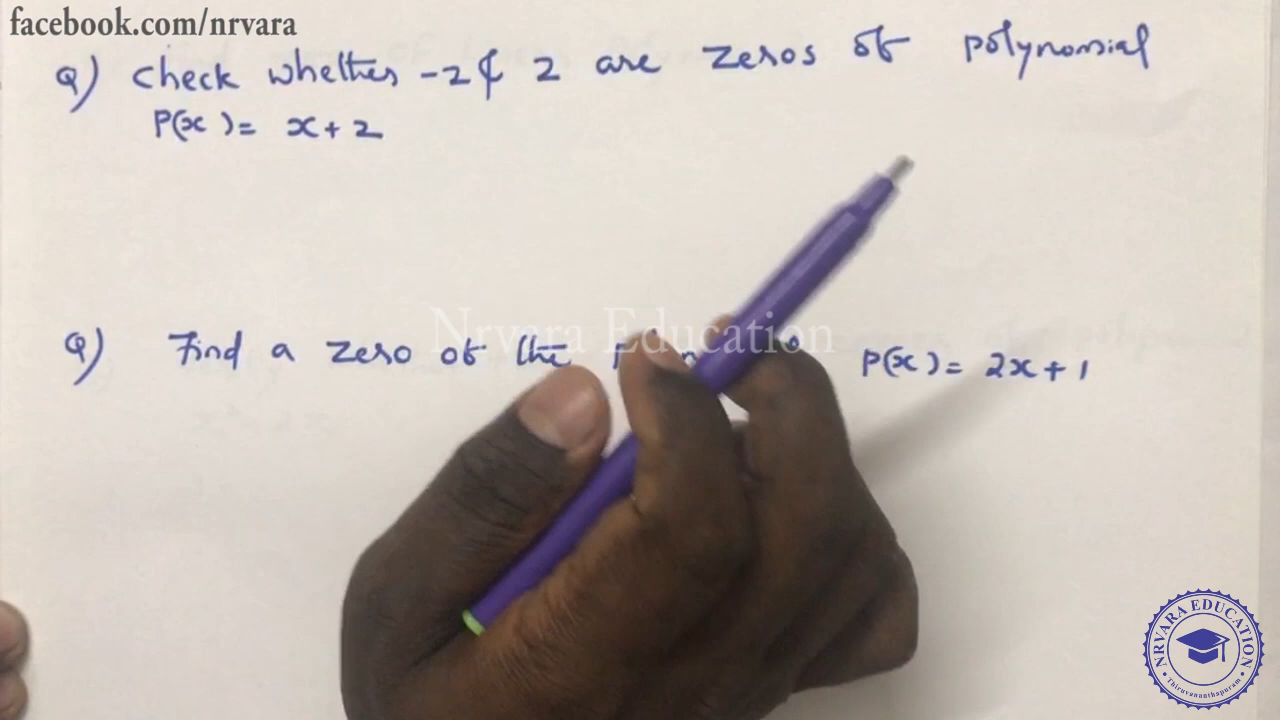 facebook.com/nrvara
Q) Check whether -2 & 2 are zeros of polynomial
P(x) = x + 2
Nrvara Education
Q) Find a zero of the P(x) = 2x + 1
NRVARA EDUCATION
Thiruvananthapuram